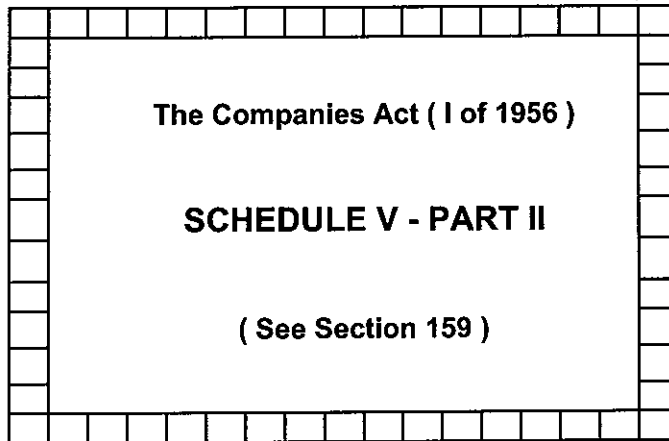 The Companies Act ( I of 1956 )
SCHEDULE V - PART II
( See Section 159 )